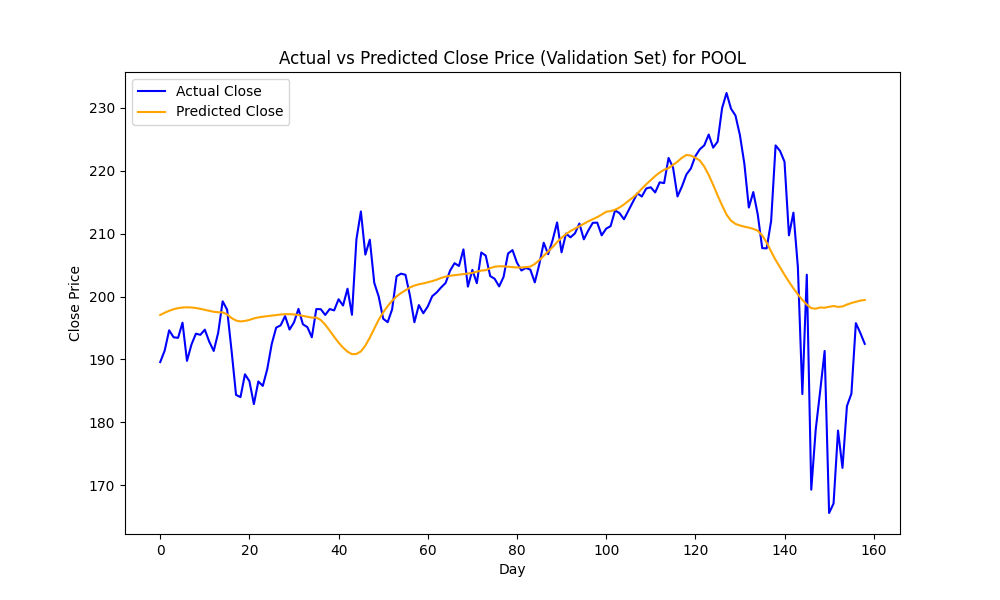 Actual vs Predicted Close Price (Validation Set) for POOL
Actual Close
Predicted Close
Close Price
230
220
210
200
190
180
170
0 20 40 60 80 100 120 140 160
Day